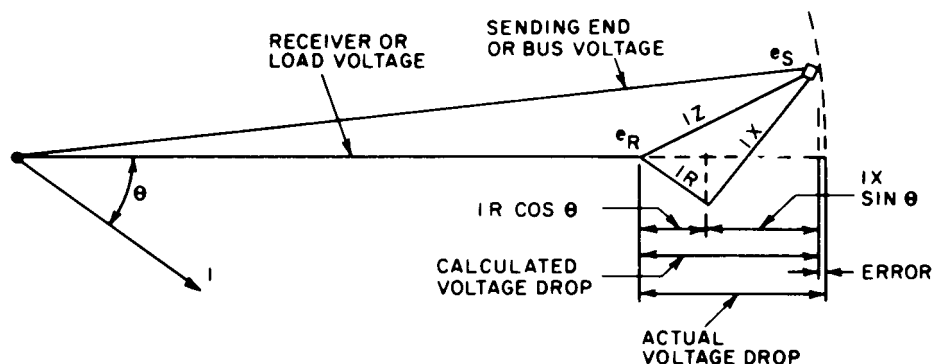 SENDING END
OR BUS VOLTAGE
RECEIVER OR
LOAD VOLTAGE
eS
IZ
IX
eR
IR
θ
I
IR COS θ
IX
SIN θ
CALCULATED
VOLTAGE DROP
ERROR
ACTUAL
VOLTAGE DROP